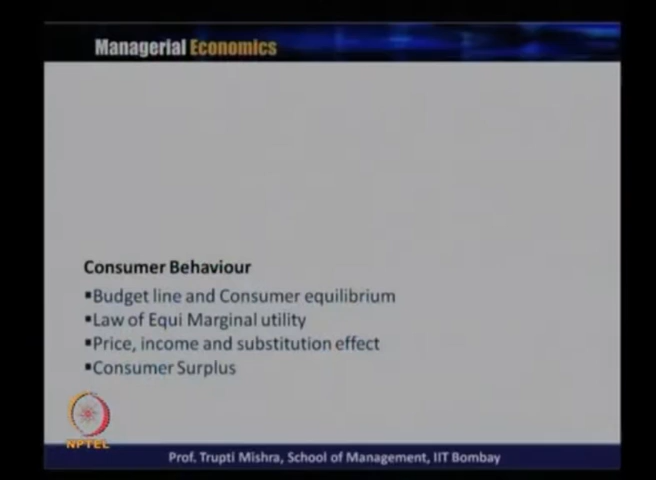 Managerial Economics
Consumer Behaviour
▪Budget line and Consumer equilibrium
▪Law of Equi Marginal utility
▪Price, income and substitution effect
▪Consumer Surplus
NPTEL
Prof. Trupti Mishra, School of Management, IIT Bombay